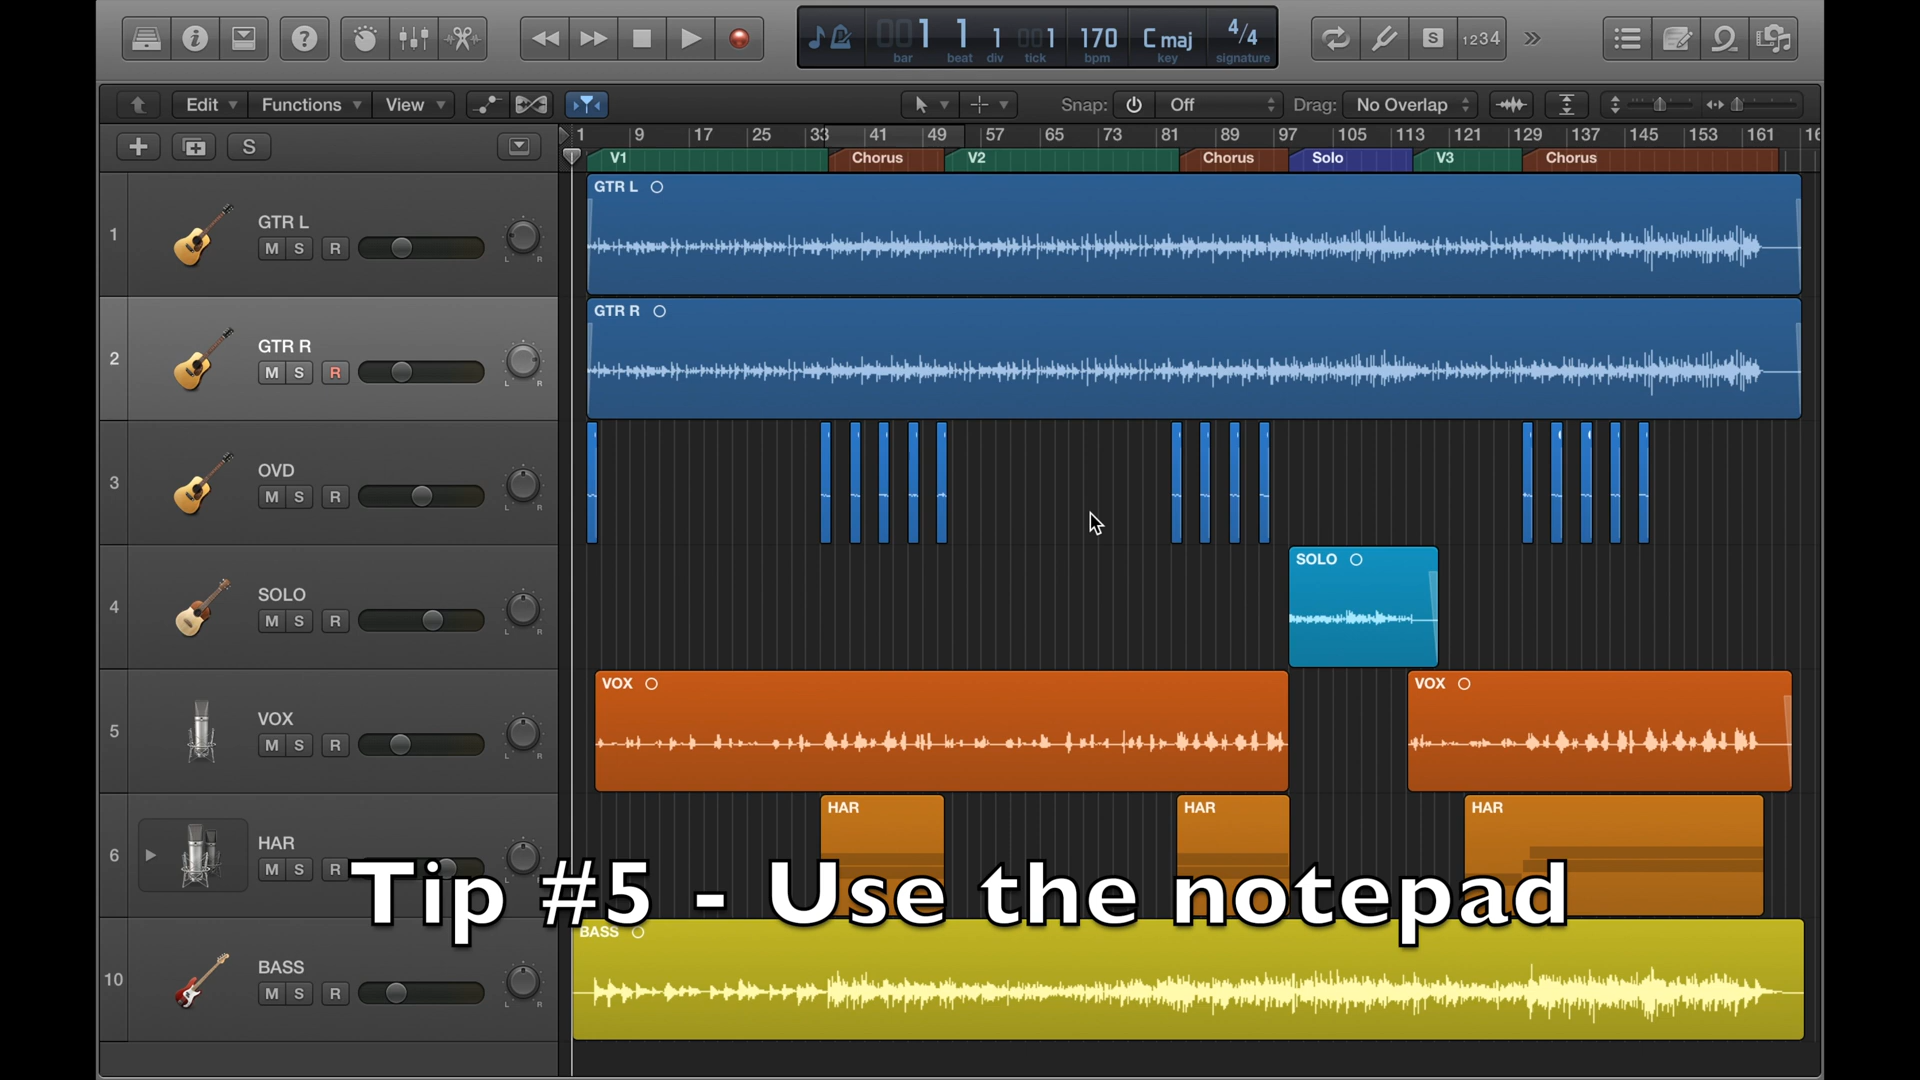 1 1 1 1 170 C maj 4/4
bar beat div tick bpm key signature
S 1234
Edit Functions View Snap: Off Drag: No Overlap
S
1 9 17 25 33 41 49 57 65 73 81 89 97 105 113 121 129 137 145 153 161 16
V1 Chorus V2 Chorus Solo V3 Chorus
GTR L
1 GTR L
M S R L R
GTR R
2 GTR R
M S R L R
3 OVD
M S R L R
SOLO
4 SOLO
M S R L R
VOX VOX
5 VOX
M S R L R
HAR HAR HAR
6 HAR
M S R L R
Tip #5 - Use the notepad
BASS
10 BASS
M S R L R